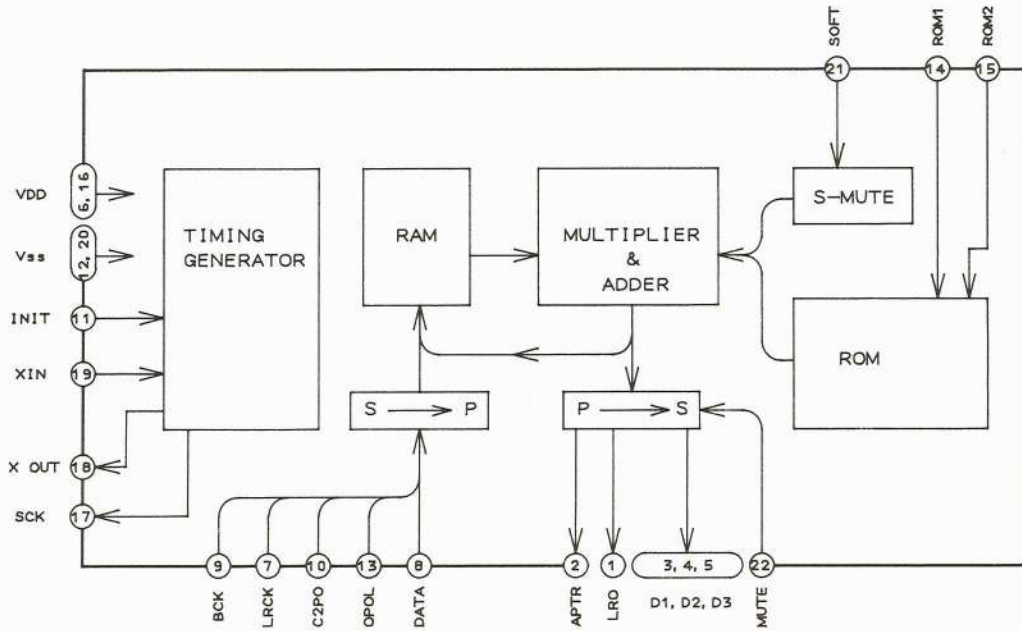 SOFT
ROM1
ROM2
21
14
15
VDD
6, 16
Vss
12, 20
INIT
11
XIN
19
X OUT
18
SCK
17
TIMING
GENERATOR
RAM
MULTIPLIER
&
ADDER
S-MUTE
ROM
S P
P S
9
7
10
13
8
2
1
3, 4, 5
22
BCK
LRCK
C2PO
OPOL
DATA
APTR
LRO
D1, D2, D3
MUTE